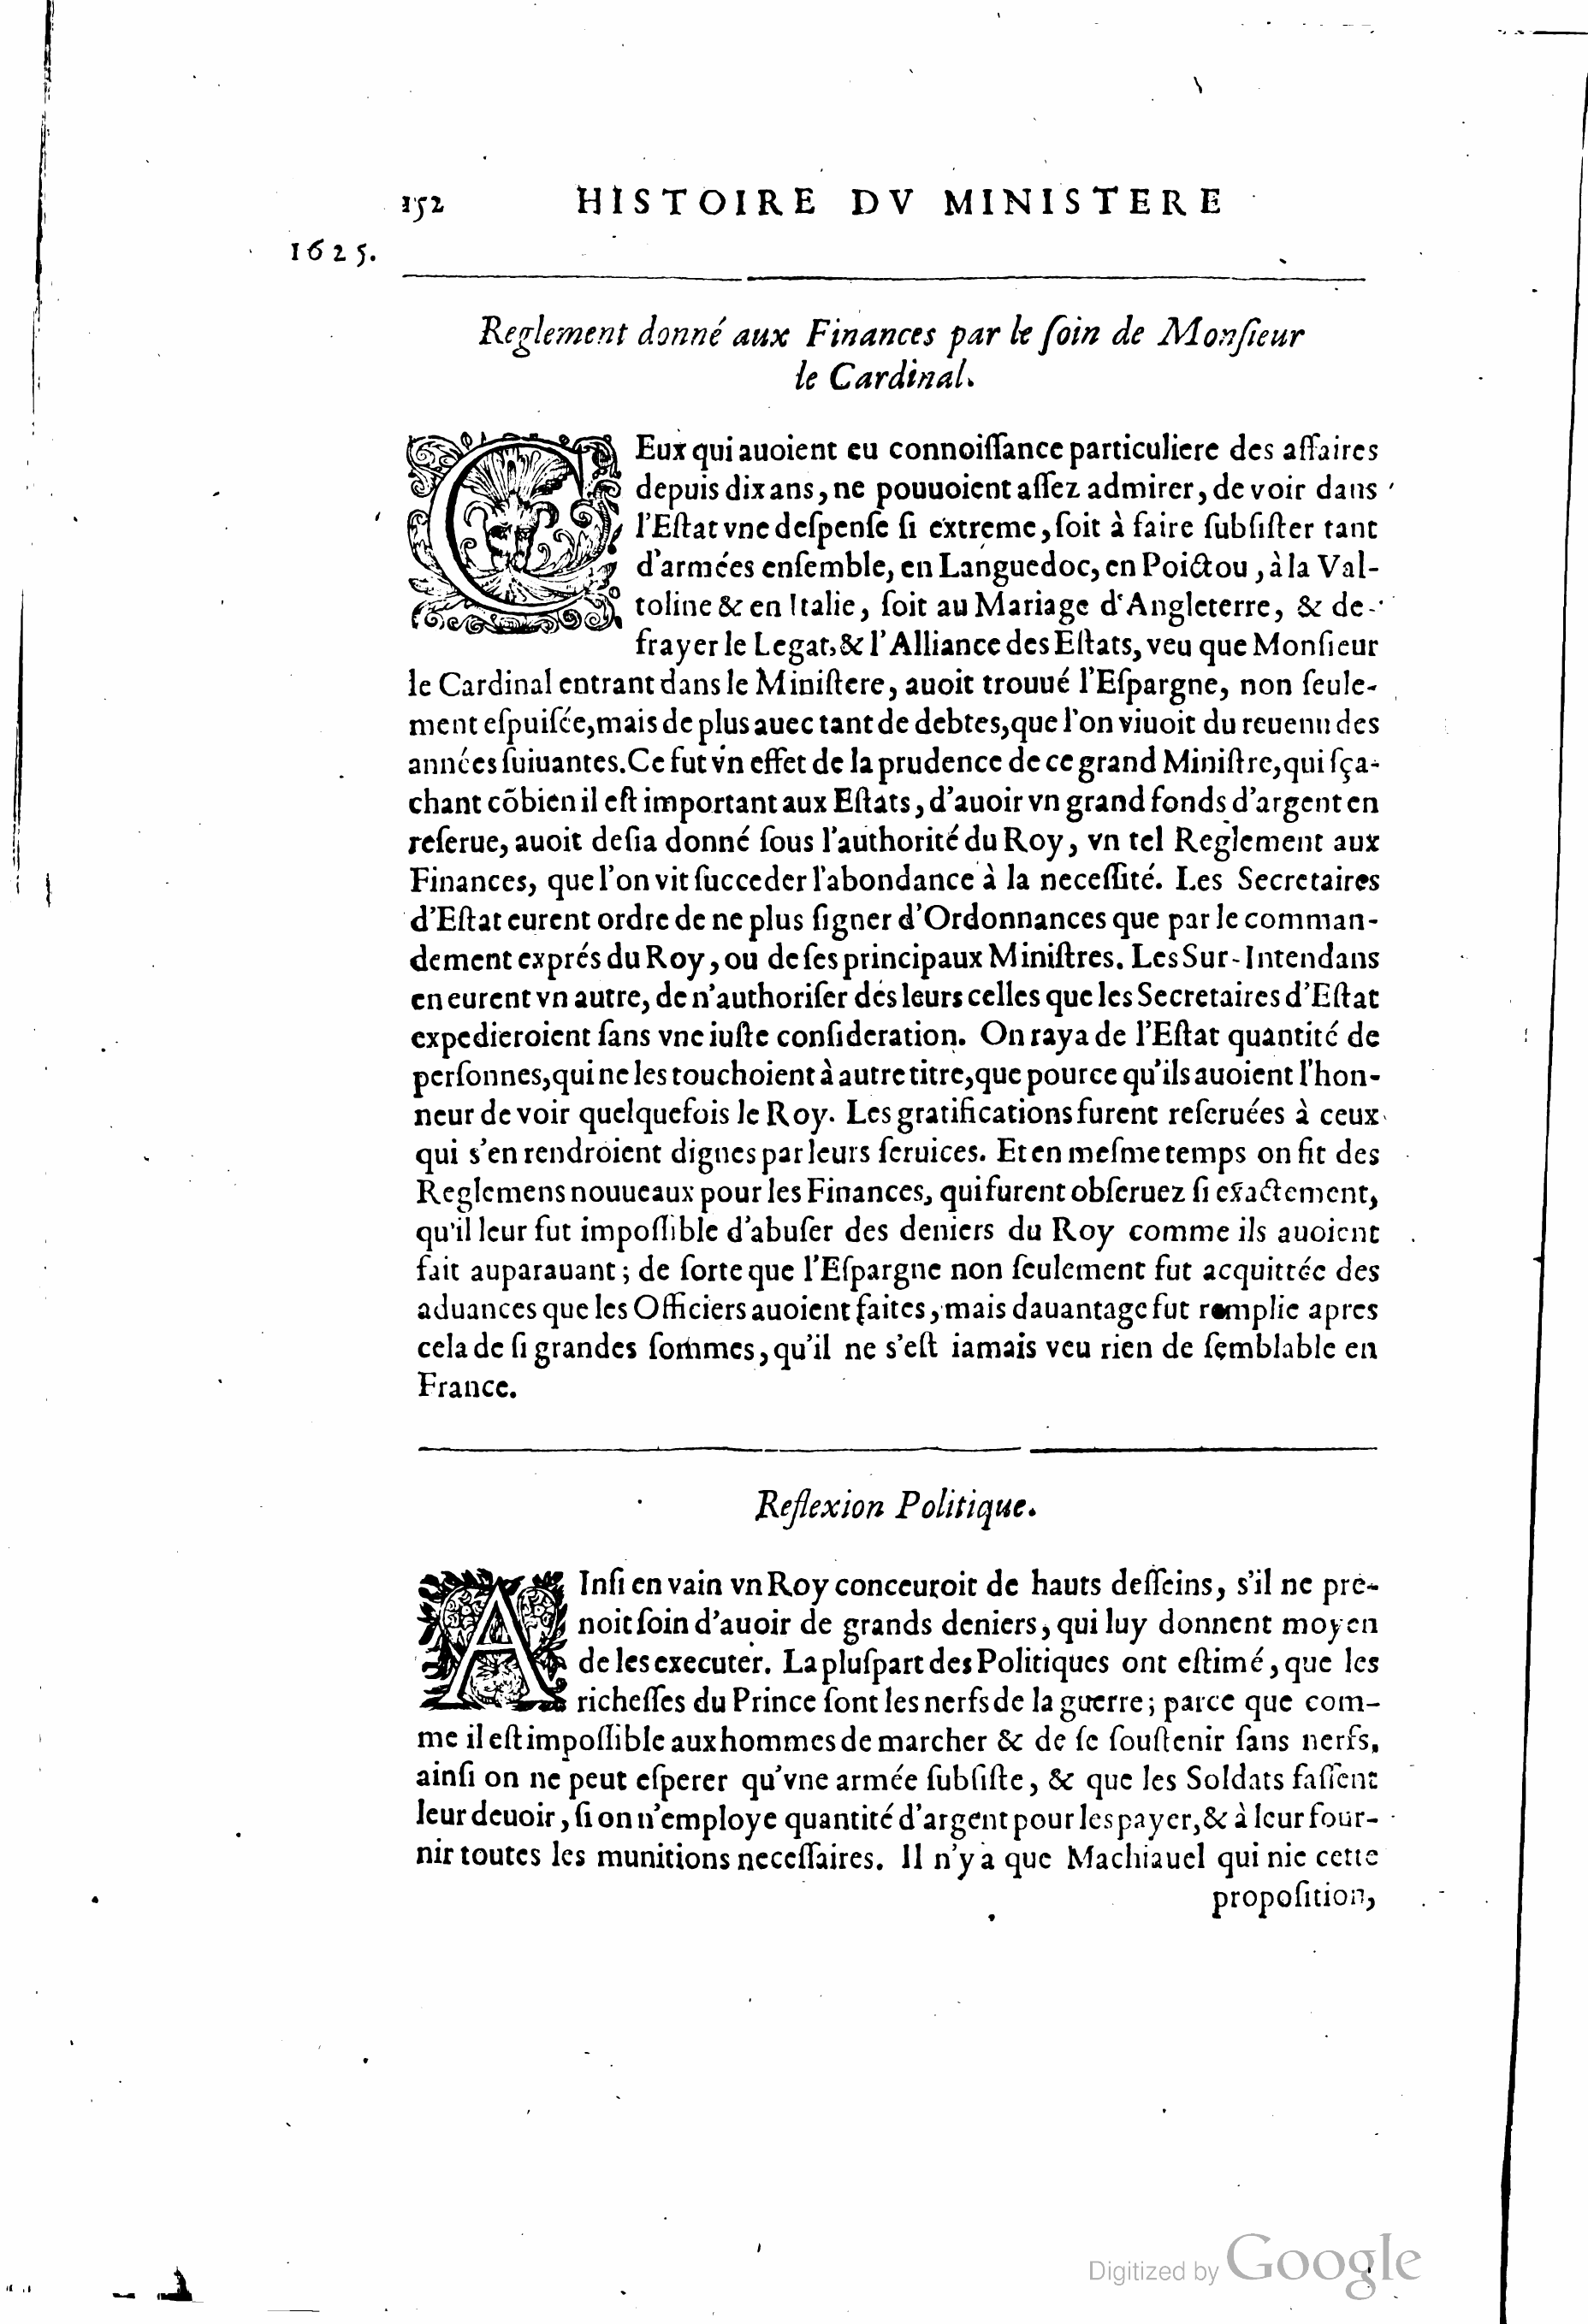 152 HISTOIRE DV MINISTERE
1625.
Reglement donné aux Finances par le ſoin de Monſieur
le Cardinal.
CEux qui auoient eu connoiſſance particuliere des affaires
depuis dix ans, ne pouuoient aſſez admirer, de voir dans
l'Eſtat vne deſpenſe ſi extreme, ſoit à faire ſubſiſter tant
d'armées enſemble, en Languedoc, en Poictou, à la Val-
toline & en Italie, ſoit au Mariage d'Angleterre, & de-
frayer le Legat, & l'Alliance des Eſtats, veu que Monſieur
le Cardinal entrant dans le Miniſtere, auoit trouué l'Eſpargne, non ſeule-
ment eſpuiſée, mais de plus auec tant de debtes, que l'on viuoit du reuenu des
années ſuiuantes. Ce fut vn effet de la prudence de ce grand Miniſtre, qui ſça-
chant cõbien il eſt important aux Eſtats, d'auoir vn grand fonds d'argent en
reſerue, auoit deſia donné ſous l'authorité du Roy, vn tel Reglement aux
Finances, que l'on vit ſucceder l'abondance à la neceſſité. Les Secretaires
d'Eſtat eurent ordre de ne plus ſigner d'Ordonnances que par le comman-
dement exprés du Roy, ou de ſes principaux Miniſtres. Les Sur-Intendans
en eurent vn autre, de n'authoriſer des leurs celles que les Secretaires d'Eſtat
expedieroient ſans vne iuſte conſideration. On raya de l'Eſtat quantité de
perſonnes, qui ne les touchoient à autre titre, que pource qu'ils auoient l'hon-
neur de voir quelquefois le Roy. Les gratifications furent reſeruées à ceux
qui s'en rendroient dignes par leurs ſeruices. Et en meſme temps on fit des
Reglemens nouueaux pour les Finances, qui furent obſeruez ſi exactement,
qu'il leur fut impoſſible d'abuſer des deniers du Roy comme ils auoient
fait auparauant; de ſorte que l'Eſpargne non ſeulement fut acquittée des
aduances que les Officiers auoient faites, mais dauantage fut remplie apres
cela de ſi grandes ſommes, qu'il ne s'eſt iamais veu rien de ſemblable en
France.
Reflexion Politique.
AInſi en vain vn Roy conceuroit de hauts deſſeins, s'il ne pre-
noit ſoin d'auoir de grands deniers, qui luy donnent moyen
de les executer. La pluſpart des Politiques ont eſtimé, que les
richeſſes du Prince ſont les nerfs de la guerre; parce que com-
me il eſt impoſſible aux hommes de marcher & de ſe ſouſtenir ſans nerfs,
ainſi on ne peut eſperer qu'vne armée ſubſiſte, & que les Soldats faſſent
leur deuoir, ſi on n'employe quantité d'argent pour les payer, & à leur four-
nir toutes les munitions neceſſaires. Il n'y a que Machiauel qui nie cette
propoſition,
Digitized by Google